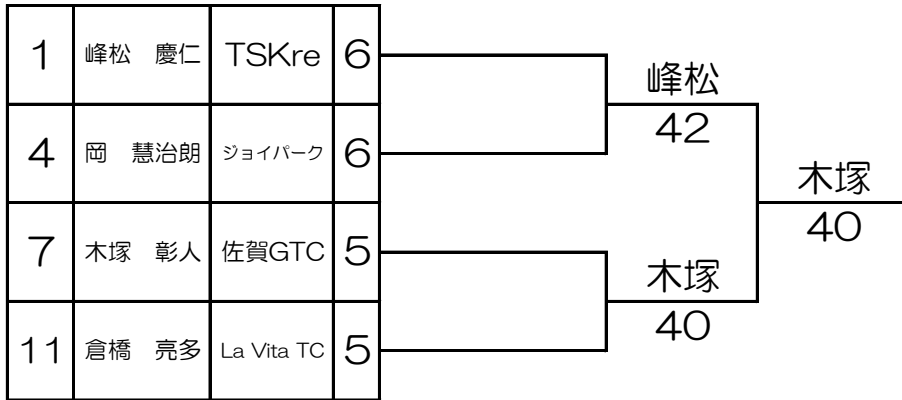 1 峰松 慶仁 TSKre 6
峰松
42
4 岡 慧治朗 ジョイパーク 6
木塚
40
7 木塚 彰人 佐賀GTC 5
木塚
40
11 倉橋 亮多 La Vita TC 5